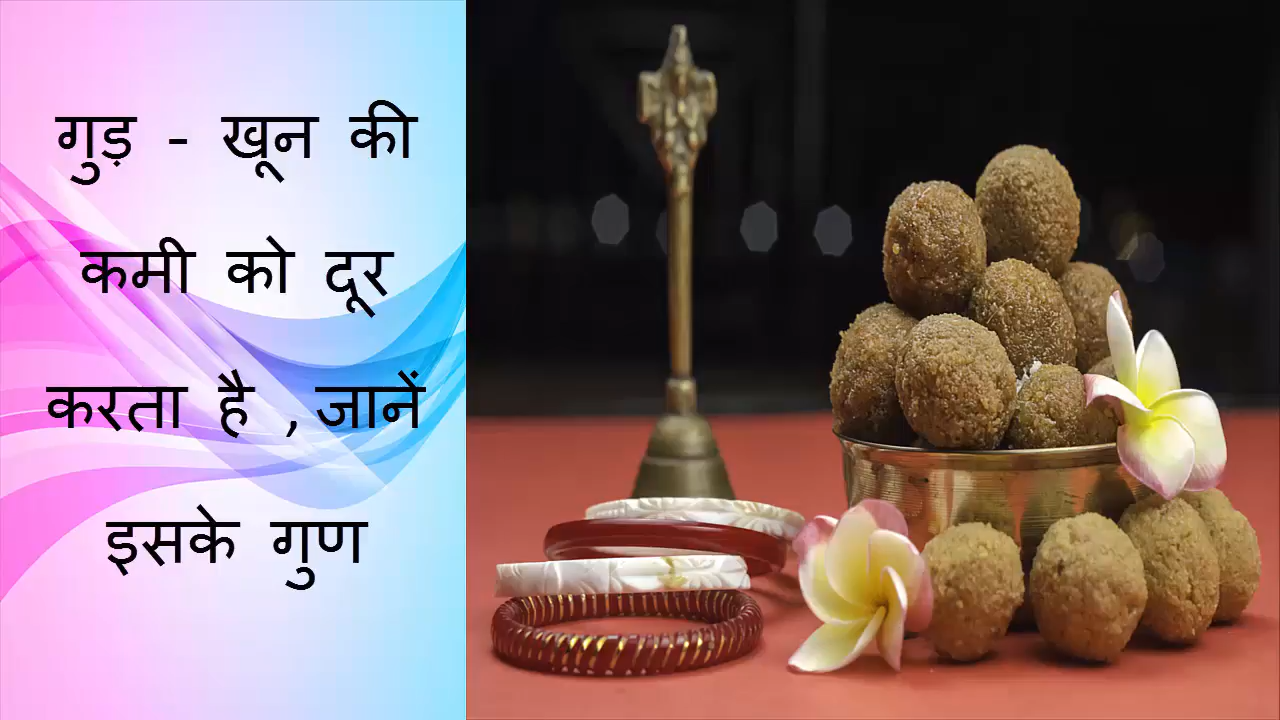 गुड़ - खून की
कमी को दूर
करता है , जानें
इसके गुण